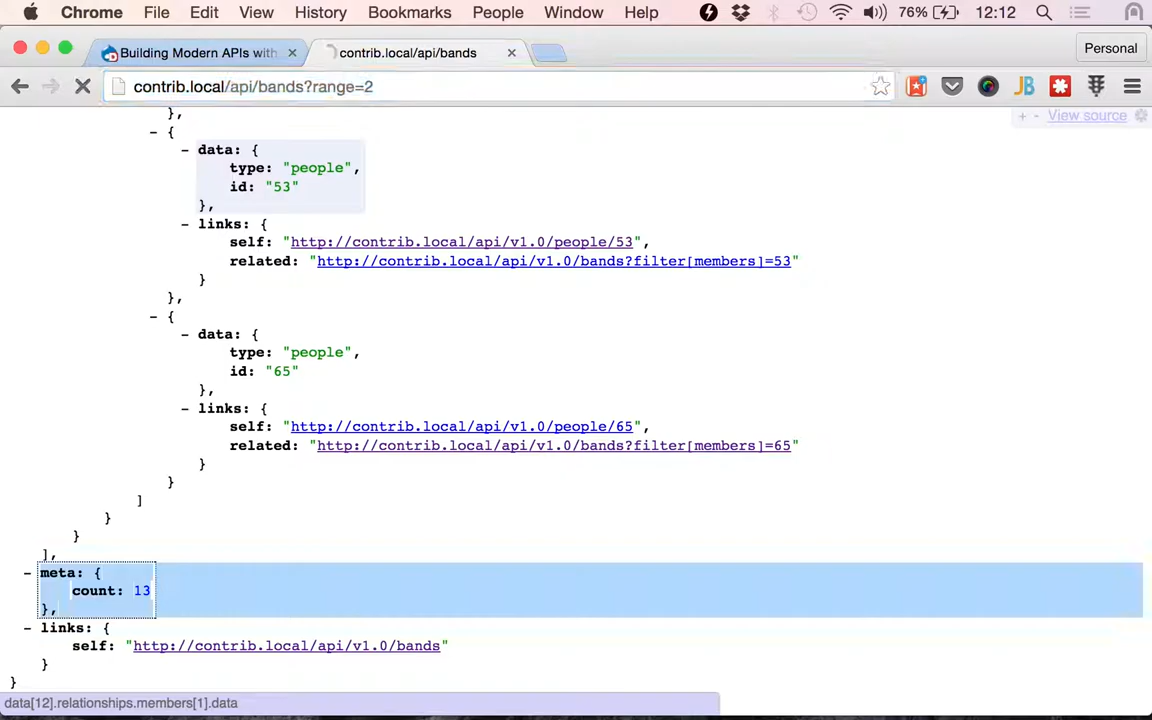 Chrome File Edit View History Bookmarks People Window Help 76% 12:12
Building Modern APIs with
contrib.local/api/bands
Personal
contrib.local/api/bands?range=2
JB
},
+ - View source
- {
- data: {
type: "people",
id: "53"
},
- links: {
self: "http://contrib.local/api/v1.0/people/53",
related: "http://contrib.local/api/v1.0/bands?filter[members]=53"
}
},
- {
- data: {
type: "people",
id: "65"
},
- links: {
self: "http://contrib.local/api/v1.0/people/65",
related: "http://contrib.local/api/v1.0/bands?filter[members]=65"
}
}
]
}
}
],
- meta: {
count: 13
},
- links: {
self: "http://contrib.local/api/v1.0/bands"
}
}
data[12].relationships.members[1].data